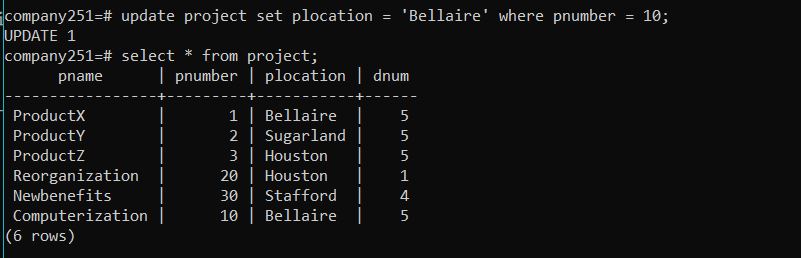 company251=# update project set plocation = 'Bellaire' where pnumber = 10;
UPDATE 1
company251=# select * from project;
      pname      | pnumber | plocation | dnum
-----------------+---------+-----------+------
 ProductX        |       1 | Bellaire  |    5
 ProductY        |       2 | Sugarland |    5
 ProductZ        |       3 | Houston   |    5
 Reorganization  |      20 | Houston   |    1
 Newbenefits     |      30 | Stafford  |    4
 Computerization |      10 | Bellaire  |    5
(6 rows)